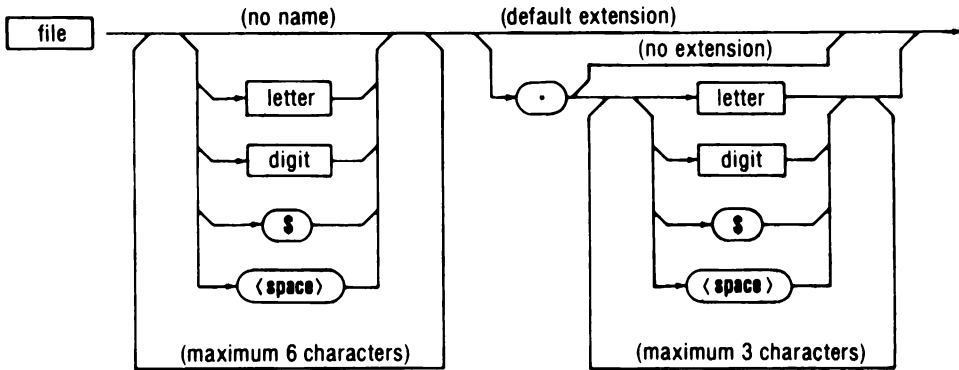 file
(no name)
(default extension)
(no extension)
letter
digit
$
⟨space⟩
(maximum 6 characters)
.
letter
digit
$
⟨space⟩
(maximum 3 characters)